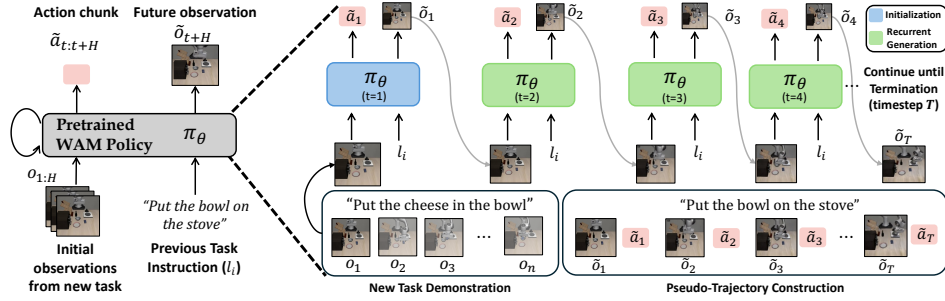 Action chunk
ã_{t:t+H}
Future observation
õ_{t+H}
Pretrained
WAM Policy
π_θ
o_{1:H}
Initial
observations
from new task
“Put the bowl on
the stove”
Previous Task
Instruction (l_i)
ã_1
õ_1
ã_2
õ_2
ã_3
õ_3
ã_4
õ_4
Initialization
Recurrent
Generation
π_θ
(t=1)
π_θ
(t=2)
π_θ
(t=3)
π_θ
(t=4)
...
Continue until
Termination
(timestep T)
l_i
l_i
l_i
l_i
õ_T
“Put the cheese in the bowl”
...
o_1
o_2
o_3
o_n
New Task Demonstration
“Put the bowl on the stove”
ã_1
ã_2
ã_3
...
ã_T
õ_1
õ_2
õ_3
õ_T
Pseudo-Trajectory Construction